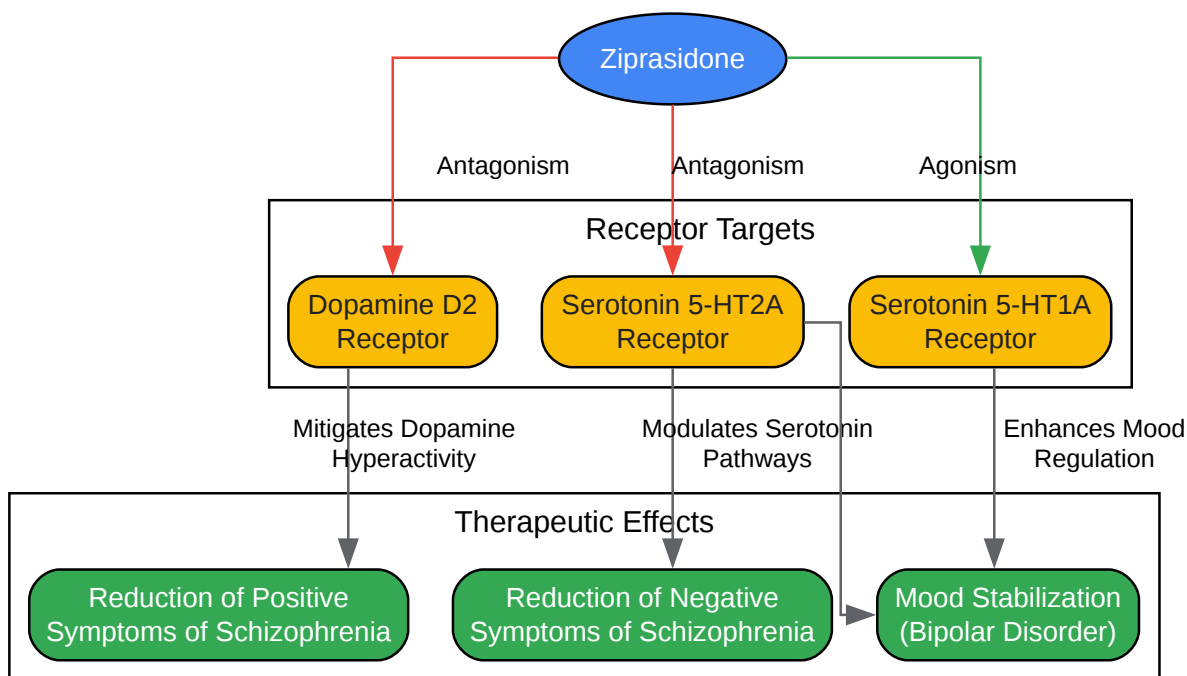 Ziprasidone
Antagonism
Antagonism
Agonism
Receptor Targets
Dopamine D2
Receptor
Serotonin 5-HT2A
Receptor
Serotonin 5-HT1A
Receptor
Mitigates Dopamine
Hyperactivity
Modulates Serotonin
Pathways
Enhances Mood
Regulation
Therapeutic Effects
Reduction of Positive
Symptoms of Schizophrenia
Reduction of Negative
Symptoms of Schizophrenia
Mood Stabilization
(Bipolar Disorder)